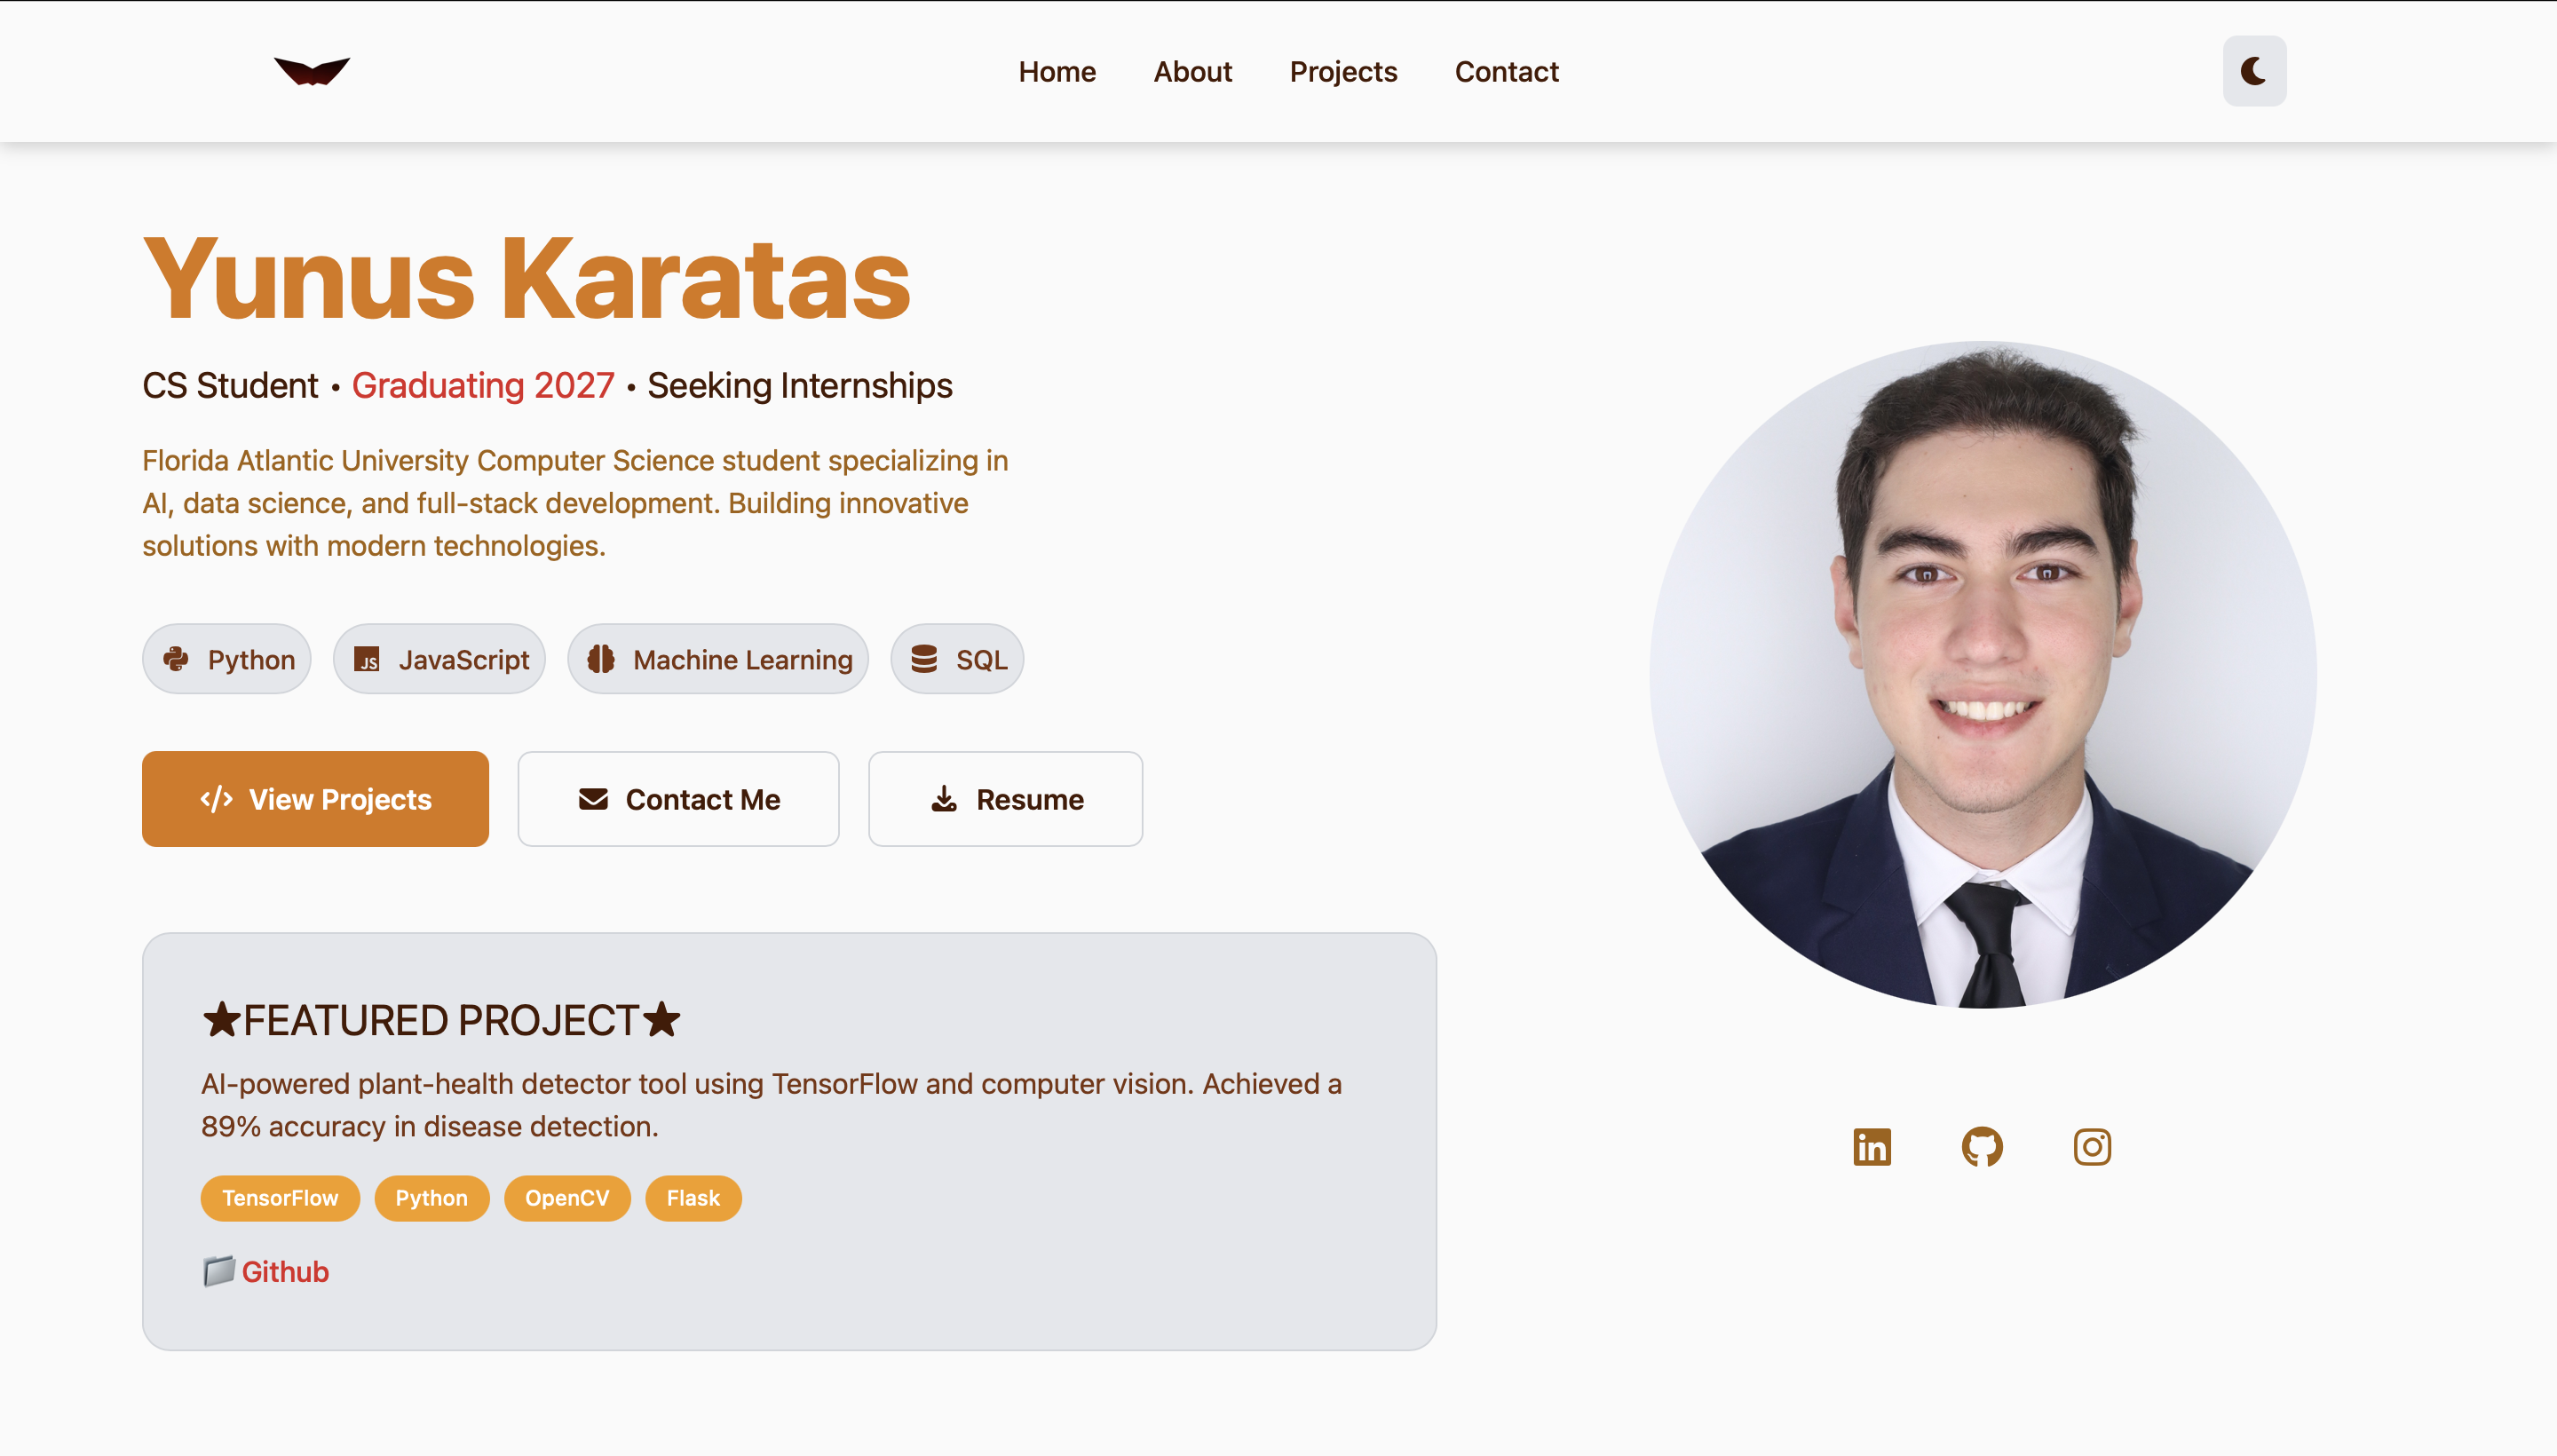 Home About Projects Contact
Yunus Karatas
CS Student • Graduating 2027 • Seeking Internships
Florida Atlantic University Computer Science student specializing in
AI, data science, and full-stack development. Building innovative
solutions with modern technologies.
JS
Python JavaScript Machine Learning SQL
</> View Projects Contact Me Resume
★FEATURED PROJECT★
AI-powered plant-health detector tool using TensorFlow and computer vision. Achieved a
89% accuracy in disease detection.
TensorFlow Python OpenCV Flask
Github
in